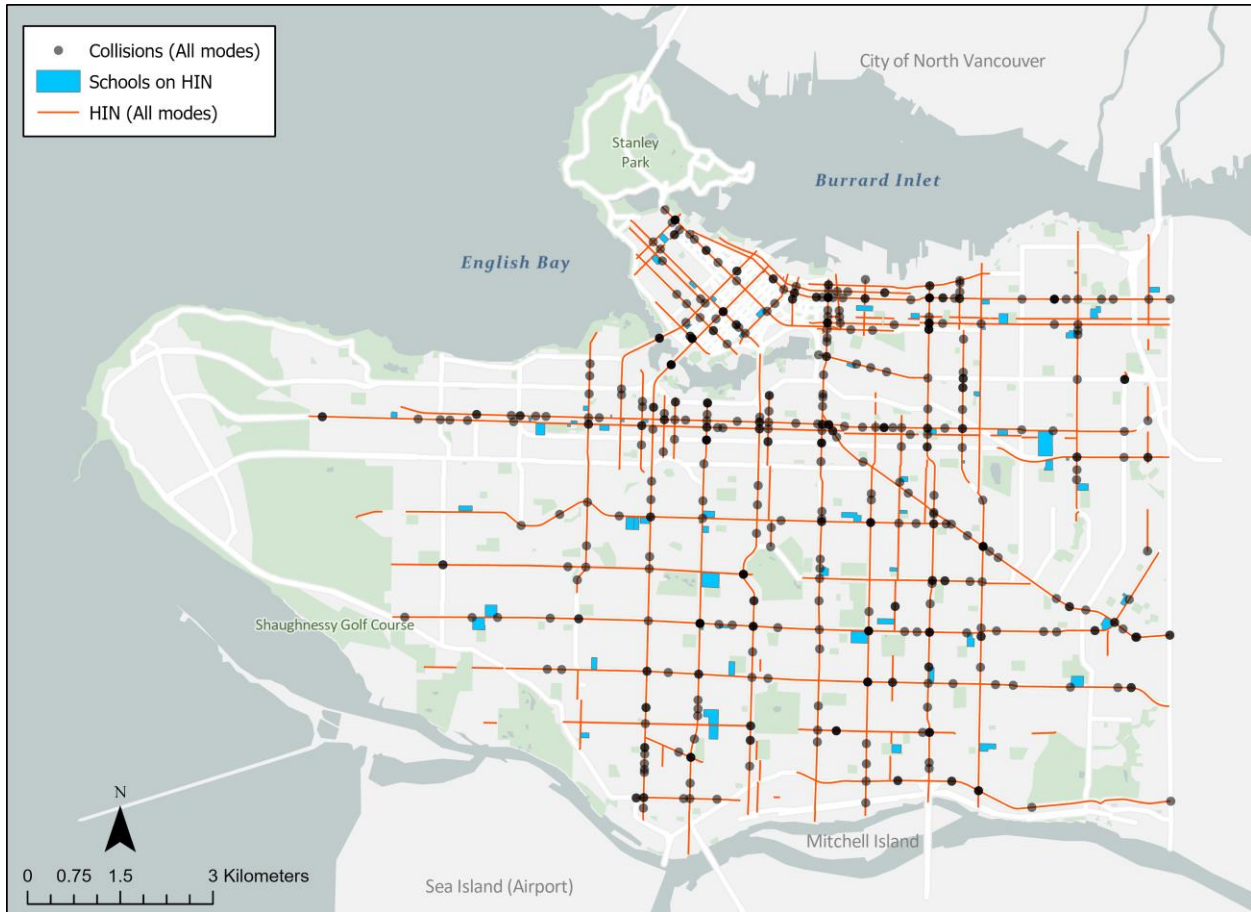 Collisions (All modes)
Schools on HIN
HIN (All modes)
City of North Vancouver
Stanley
Park
Burrard Inlet
English Bay
Shaughnessy Golf Course
N
Mitchell Island
0 0.75 1.5 3 Kilometers
Sea Island (Airport)